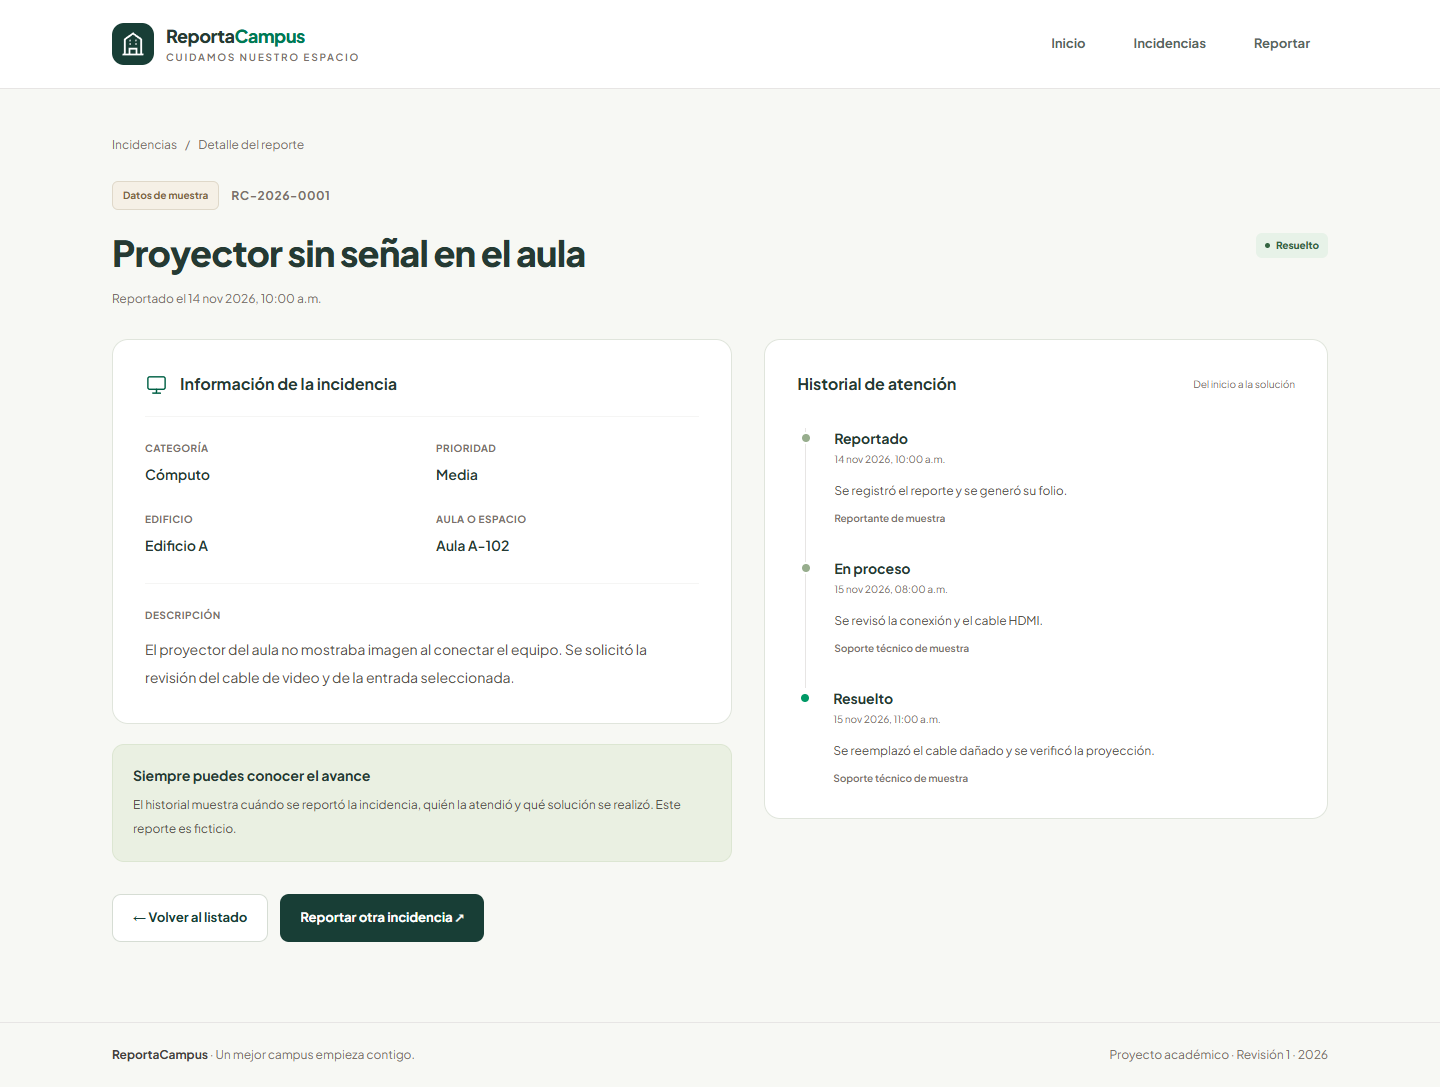 ReportaCampus
CUIDAMOS NUESTRO ESPACIO
Inicio
Incidencias
Reportar
Incidencias / Detalle del reporte
Datos de muestra
RC-2026-0001
Proyector sin señal en el aula
Resuelto
Reportado el 14 nov 2026, 10:00 a.m.
Información de la incidencia
CATEGORÍA
Cómputo
PRIORIDAD
Media
EDIFICIO
Edificio A
AULA O ESPACIO
Aula A-102
DESCRIPCIÓN
El proyector del aula no mostraba imagen al conectar el equipo. Se solicitó la
revisión del cable de video y de la entrada seleccionada.
Siempre puedes conocer el avance
El historial muestra cuándo se reportó la incidencia, quién la atendió y qué solución se realizó. Este
reporte es ficticio.
← Volver al listado
Reportar otra incidencia ↗
Historial de atención
Del inicio a la solución
Reportado
14 nov 2026, 10:00 a.m.
Se registró el reporte y se generó su folio.
Reportante de muestra
En proceso
15 nov 2026, 08:00 a.m.
Se revisó la conexión y el cable HDMI.
Soporte técnico de muestra
Resuelto
15 nov 2026, 11:00 a.m.
Se reemplazó el cable dañado y se verificó la proyección.
Soporte técnico de muestra
ReportaCampus · Un mejor campus empieza contigo.
Proyecto académico · Revisión 1 · 2026